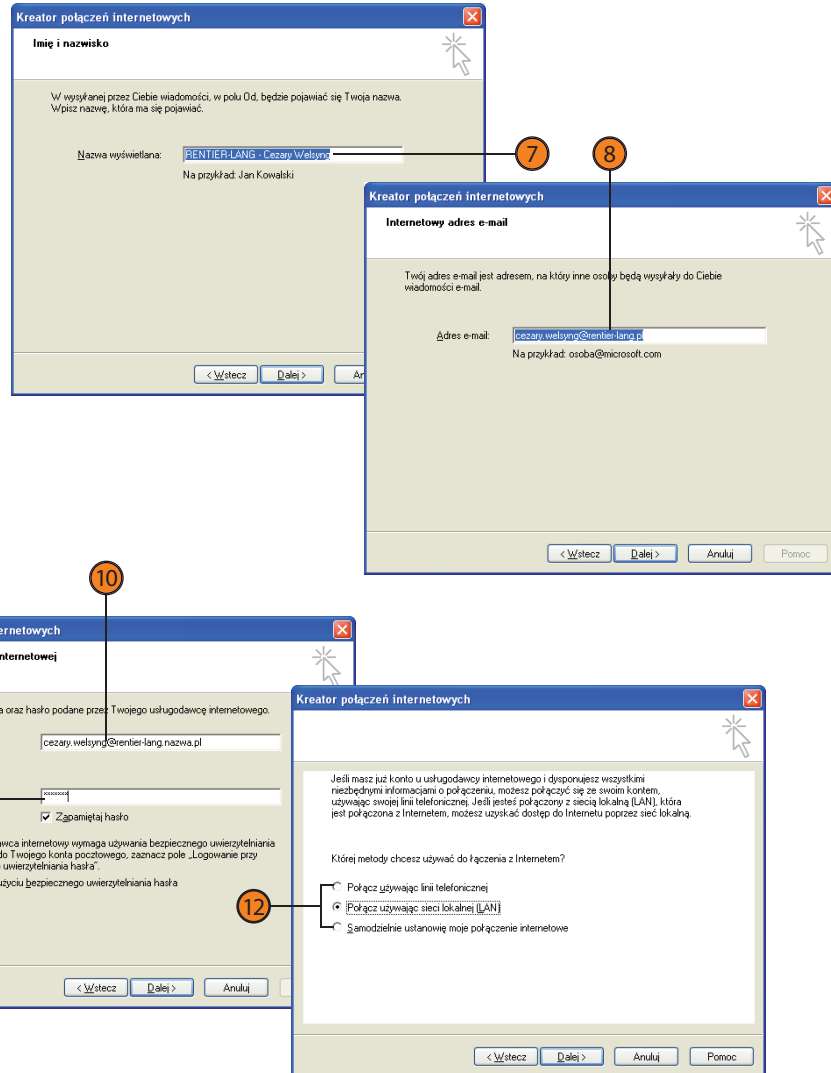 Kreator połączeń internetowych
Imię i nazwisko
W wysyłanej przez Ciebie wiadomości, w polu Od, będzie pojawiać się Twoja nazwa.
Wpisz nazwę, która ma się pojawiać.
Nazwa wyświetlana: RENTIER-LANG - Cezary Welsyng
Na przykład: Jan Kowalski
< Wstecz Dalej > An
7
8
Kreator połączeń internetowych
Internetowy adres e-mail
Twój adres e-mail jest adresem, na który inne osoby będą wysyłały do Ciebie
wiadomości e-mail.
Adres e-mail: cezary.welsyng@rentier-lang.pl
Na przykład: osoba@microsoft.com
< Wstecz Dalej > Anuluj Pomoc
10
ernetowych
nternetowej
a oraz hasło podane przez Twojego usługodawcę internetowego.
cezary.welsyng@rentier-lang.nazwa.pl
×××××××
Zapamiętaj hasło
awca internetowy wymaga używania bezpiecznego uwierzytelniania
do Twojego konta pocztowego, zaznacz pole „Logowanie przy
uwierzytelniania hasła".
użyciu bezpiecznego uwierzytelniania hasła
< Wstecz Dalej > Anuluj
Kreator połączeń internetowych
Jeśli masz już konto u usługodawcy internetowego i dysponujesz wszystkimi
niezbędnymi informacjami o połączeniu, możesz połączyć się ze swoim kontem,
używając swojej linii telefonicznej. Jeśli jesteś połączony z siecią lokalną (LAN), która
jest połączona z Internetem, możesz uzyskać dostęp do Internetu poprzez sieć lokalną.
Której metody chcesz używać do łączenia z Internetem?
Połącz używając linii telefonicznej
12
Połącz używając sieci lokalnej (LAN)
Samodzielnie ustanowię moje połączenie internetowe
< Wstecz Dalej > Anuluj Pomoc